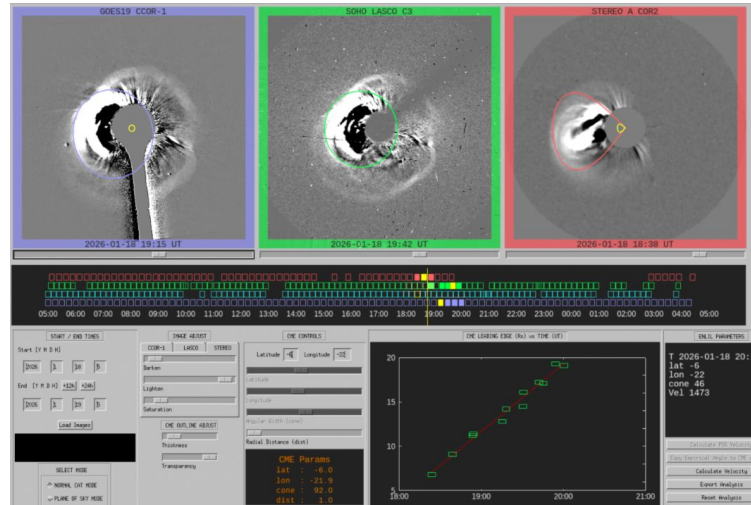 GOES19 CCOR-1
SOHO LASCO C3
STEREO A COR2
2026-01-18 19:15 UT
2026-01-18 19:42 UT
2026-01-18 18:38 UT
05:00 06:00 07:00 08:00 09:00 10:00 11:00 12:00 13:00 14:00 15:00 16:00 17:00 18:00 19:00 20:00 21:00 22:00 23:00 00:00 01:00 02:00 03:00 04:00 05:00
START / END TIMES
Start [Y M D H]
2026 1 18 5
End [Y M D H] +12h +24h
2026 1 19 5
Load Images
SELECT MODE
NORMAL CAT MODE
PLANE OF SKY MODE
IMAGE ADJUST
CCOR-1 LASCO STEREO
Darken
Lighten
Saturation
CME OUTLINE ADJUST
Thickness
Transparency
CME CONTROLS
Latitude Longitude
Latitude
Longitude
Angular Width (cone)
Radial Distance (dist)
CME Params
lat : -6.0
lon : -21.9
cone : 92.0
dist : 1.0
CME LEADING EDGE (Rs) vs TIME (UT)
20
15
10
5
18:00 19:00 20:00 21:00
ENLIL PARAMETERS
T 2026-01-18 20:
lat -6
lon -22
cone 46
Vel 1473
Calculate POS Velocity
Calculate Velocity
Export Analysis
Reset Analysis